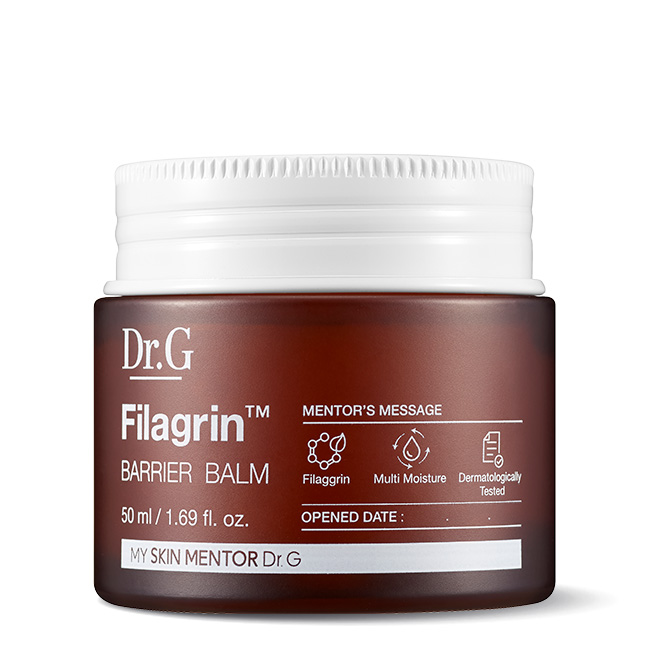 Dr.G
Filagrin™
BARRIER BALM
50 ml / 1.69 fl. oz.
MENTOR'S MESSAGE
Filaggrin
Multi Moisture
Dermatologically
Tested
OPENED DATE : . .
MY SKIN MENTOR Dr. G